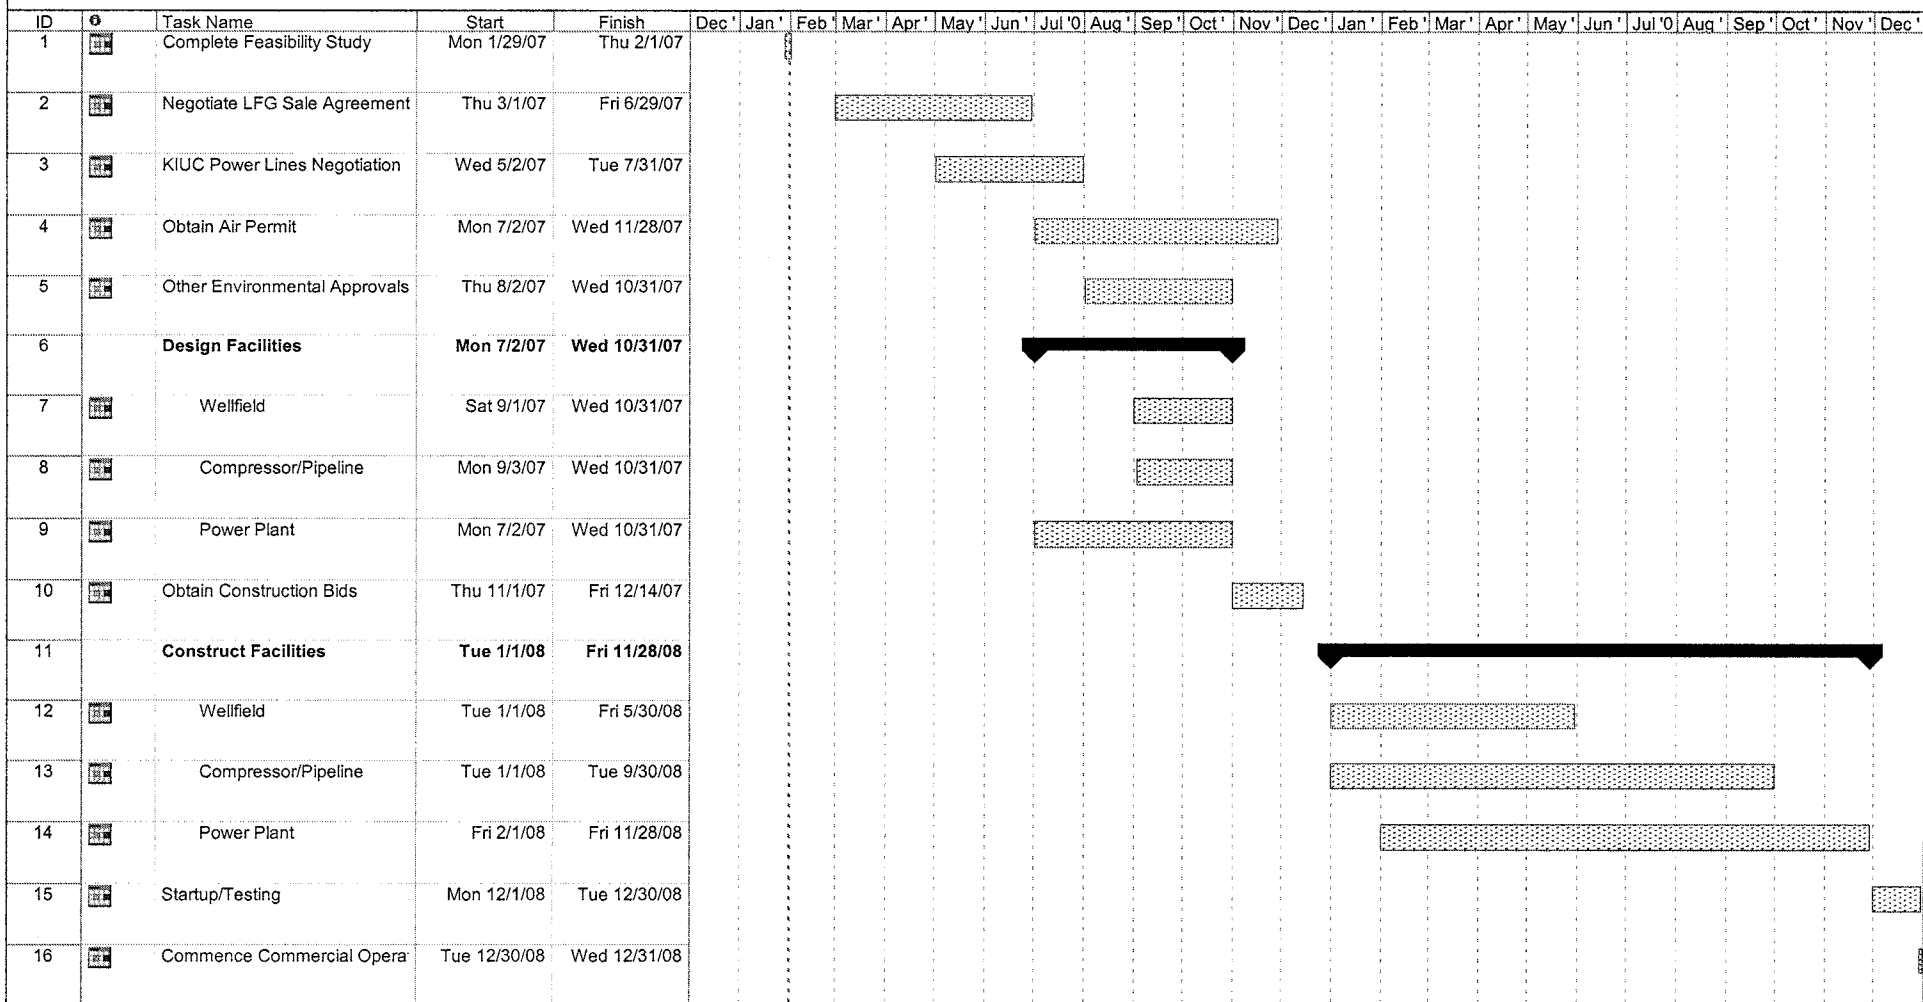 ID Task Name Start Finish Dec ' Jan ' Feb ' Mar ' Apr ' May ' Jun ' Jul '0 Aug ' Sep ' Oct ' Nov ' Dec ' Jan ' Feb ' Mar ' Apr ' May ' Jun ' Jul '0 Aug ' Sep ' Oct ' Nov ' Dec '
1 Complete Feasibility Study Mon 1/29/07 Thu 2/1/07
2 Negotiate LFG Sale Agreement Thu 3/1/07 Fri 6/29/07
3 KIUC Power Lines Negotiation Wed 5/2/07 Tue 7/31/07
4 Obtain Air Permit Mon 7/2/07 Wed 11/28/07
5 Other Environmental Approvals Thu 8/2/07 Wed 10/31/07
6 Design Facilities Mon 7/2/07 Wed 10/31/07
7 Wellfield Sat 9/1/07 Wed 10/31/07
8 Compressor/Pipeline Mon 9/3/07 Wed 10/31/07
9 Power Plant Mon 7/2/07 Wed 10/31/07
10 Obtain Construction Bids Thu 11/1/07 Fri 12/14/07
11 Construct Facilities Tue 1/1/08 Fri 11/28/08
12 Wellfield Tue 1/1/08 Fri 5/30/08
13 Compressor/Pipeline Tue 1/1/08 Tue 9/30/08
14 Power Plant Fri 2/1/08 Fri 11/28/08
15 Startup/Testing Mon 12/1/08 Tue 12/30/08
16 Commence Commercial Opera Tue 12/30/08 Wed 12/31/08